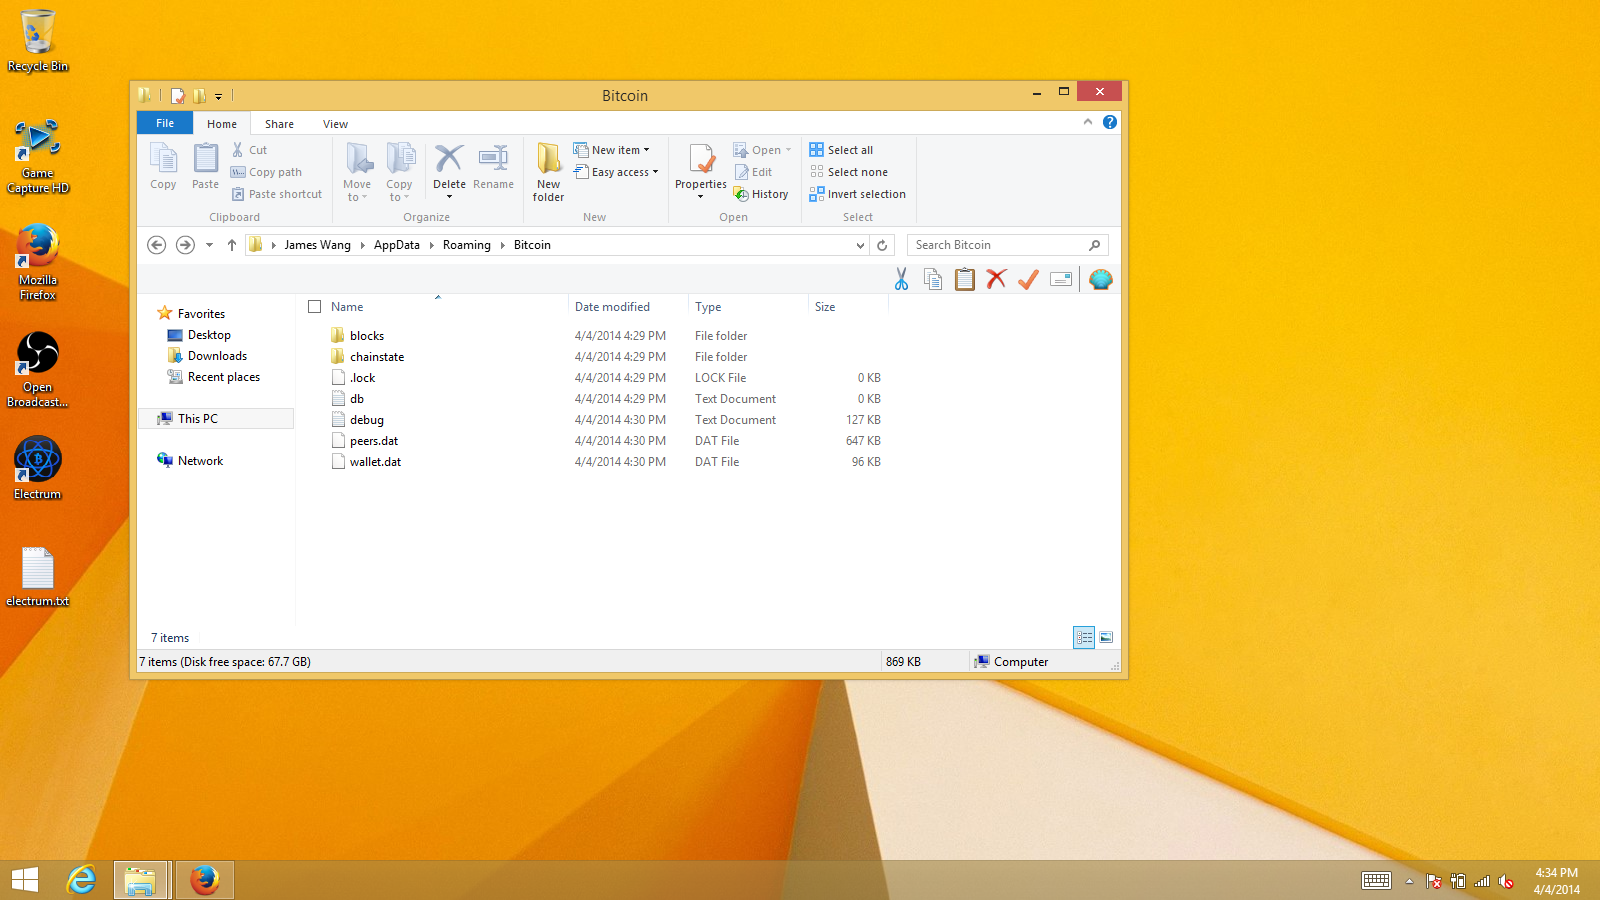 Recycle Bin
Game
Capture HD
Mozilla
Firefox
Open
Broadcast...
Electrum
electrum.txt
Bitcoin
File Home Share View
Copy
Paste
Cut
Copy path
Paste shortcut
Clipboard
Move
to
Copy
to
Delete
Rename
Organize
New
folder
New item
Easy access
New
Properties
Open
Edit
History
Open
Select all
Select none
Invert selection
Select
James Wang AppData Roaming Bitcoin
Search Bitcoin
Favorites
Desktop
Downloads
Recent places
This PC
Network
Name Date modified Type Size
blocks 4/4/2014 4:29 PM File folder
chainstate 4/4/2014 4:29 PM File folder
.lock 4/4/2014 4:29 PM LOCK File 0 KB
db 4/4/2014 4:29 PM Text Document 0 KB
debug 4/4/2014 4:30 PM Text Document 127 KB
peers.dat 4/4/2014 4:30 PM DAT File 647 KB
wallet.dat 4/4/2014 4:30 PM DAT File 96 KB
7 items
7 items (Disk free space: 67.7 GB) 869 KB Computer
4:34 PM
4/4/2014